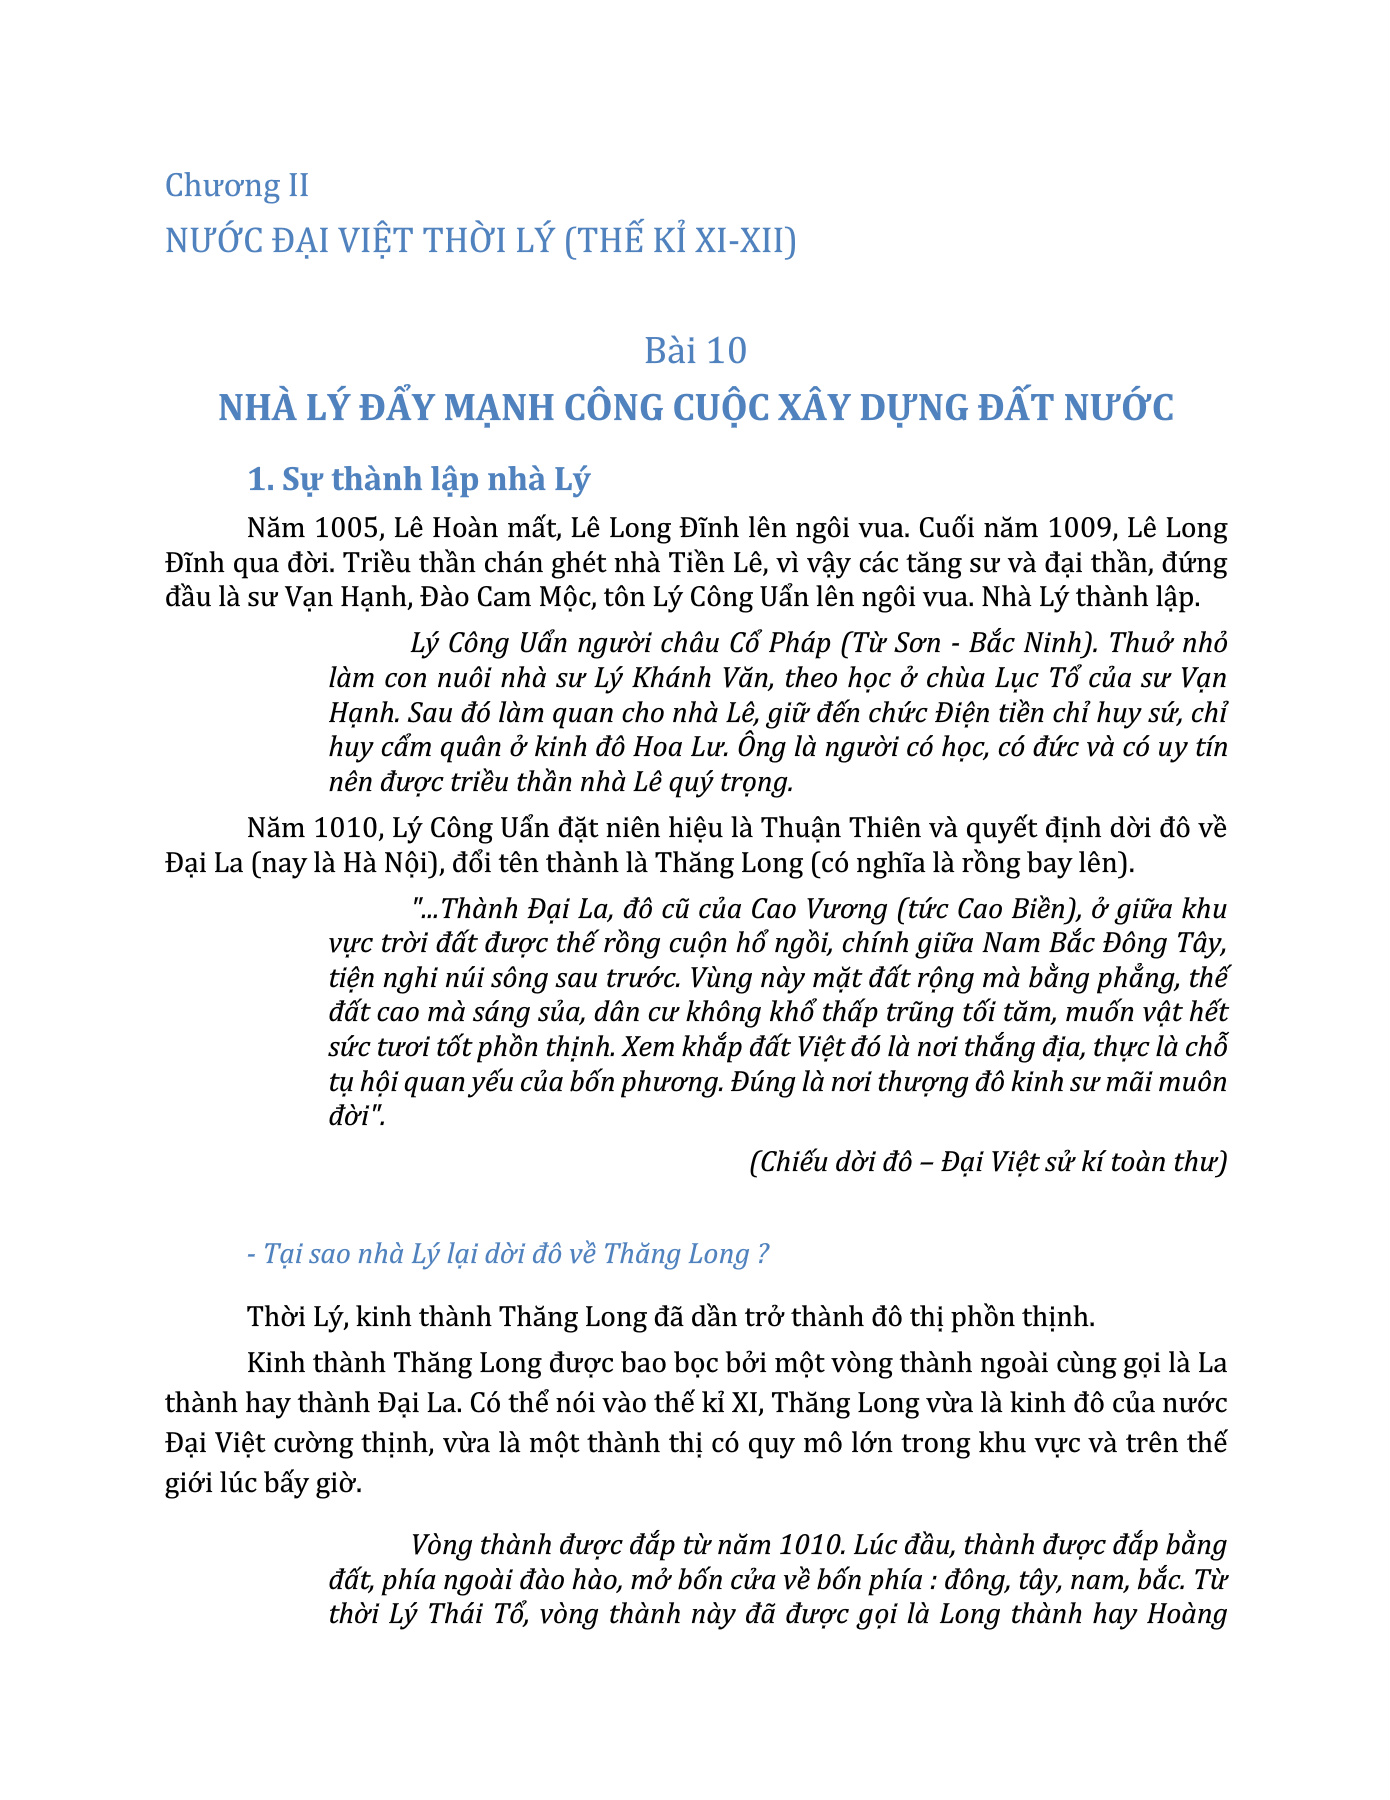 Chương II
NƯỚC ĐẠI VIỆT THỜI LÝ (THẾ KỈ XI-XII)
Bài 10
NHÀ LÝ ĐẨY MẠNH CÔNG CUỘC XÂY DỰNG ĐẤT NƯỚC
1. Sự thành lập nhà Lý
Năm 1005, Lê Hoàn mất, Lê Long Đĩnh lên ngôi vua. Cuối năm 1009, Lê Long
Đĩnh qua đời. Triều thần chán ghét nhà Tiền Lê, vì vậy các tăng sư và đại thần, đứng
đầu là sư Vạn Hạnh, Đào Cam Mộc, tôn Lý Công Uẩn lên ngôi vua. Nhà Lý thành lập.
Lý Công Uẩn người châu Cổ Pháp (Từ Sơn - Bắc Ninh). Thuở nhỏ
làm con nuôi nhà sư Lý Khánh Văn, theo học ở chùa Lục Tổ của sư Vạn
Hạnh. Sau đó làm quan cho nhà Lê, giữ đến chức Điện tiền chỉ huy sứ, chỉ
huy cẩm quân ở kinh đô Hoa Lư. Ông là người có học, có đức và có uy tín
nên được triều thần nhà Lê quý trọng.
Năm 1010, Lý Công Uẩn đặt niên hiệu là Thuận Thiên và quyết định dời đô về
Đại La (nay là Hà Nội), đổi tên thành là Thăng Long (có nghĩa là rồng bay lên).
"...Thành Đại La, đô cũ của Cao Vương (tức Cao Biền), ở giữa khu
vực trời đất được thế rồng cuộn hổ ngồi, chính giữa Nam Bắc Đông Tây,
tiện nghi núi sông sau trước. Vùng này mặt đất rộng mà bằng phẳng, thế
đất cao mà sáng sủa, dân cư không khổ thấp trũng tối tăm, muốn vật hết
sức tươi tốt phồn thịnh. Xem khắp đất Việt đó là nơi thắng địa, thực là chỗ
tụ hội quan yếu của bốn phương. Đúng là nơi thượng đô kinh sư mãi muôn
đời".
(Chiếu dời đô – Đại Việt sử kí toàn thư)
- Tại sao nhà Lý lại dời đô về Thăng Long ?
Thời Lý, kinh thành Thăng Long đã dần trở thành đô thị phồn thịnh.
Kinh thành Thăng Long được bao bọc bởi một vòng thành ngoài cùng gọi là La
thành hay thành Đại La. Có thể nói vào thế kỉ XI, Thăng Long vừa là kinh đô của nước
Đại Việt cường thịnh, vừa là một thành thị có quy mô lớn trong khu vực và trên thế
giới lúc bấy giờ.
Vòng thành được đắp từ năm 1010. Lúc đầu, thành được đắp bằng
đất, phía ngoài đào hào, mở bốn cửa về bốn phía : đông, tây, nam, bắc. Từ
thời Lý Thái Tổ, vòng thành này đã được gọi là Long thành hay Hoàng